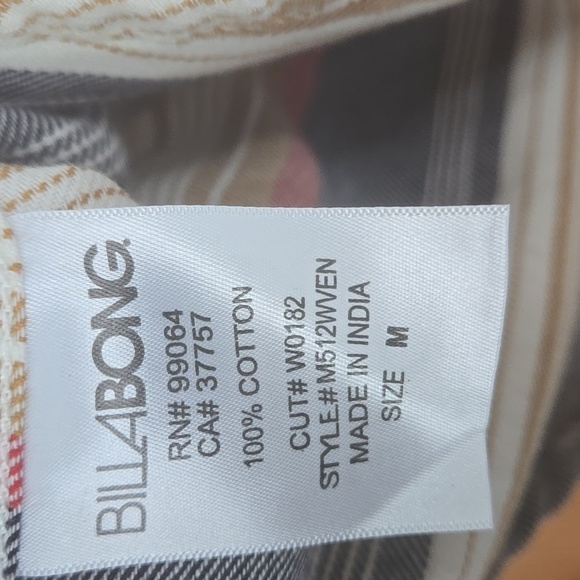 BILLABONG.
RN# 99064
CA# 37757
100% COTTON
CUT# W0182
STYLE# M512WVEN
MADE IN INDIA
SIZE M